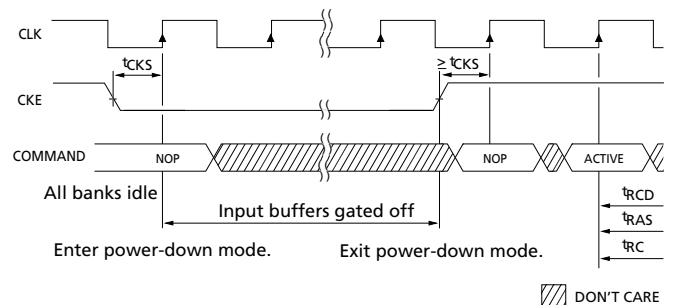 CLK
tCKS
≥ tCKS
CKE
COMMAND
NOP
NOP
ACTIVE
All banks idle
Input buffers gated off
tRCD
tRAS
tRC
Enter power-down mode.
Exit power-down mode.
DON'T CARE